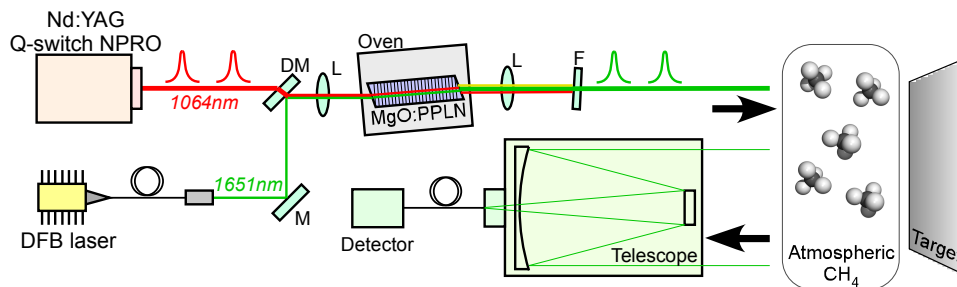 Nd:YAG
Q-switch NPRO
1064nm
DM
L
Oven
MgO:PPLN
L
F
DFB laser
1651nm
M
Detector
Telescope
Atmospheric
CH4
Targe